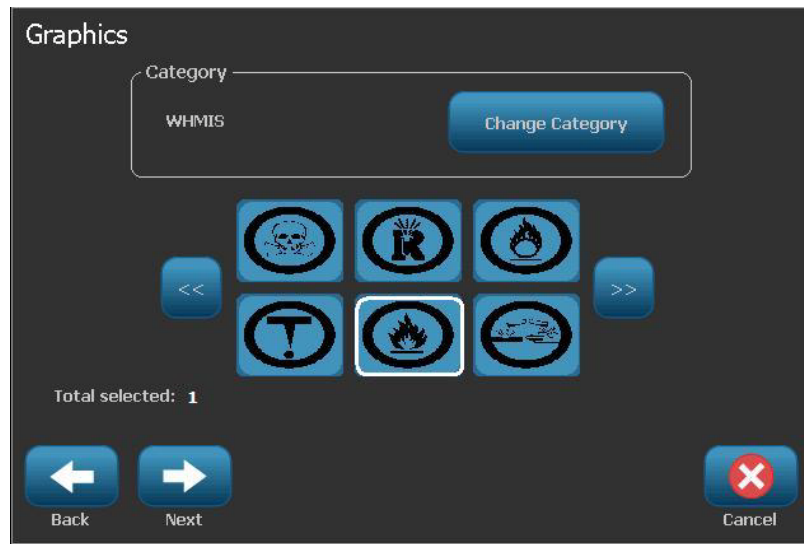 Graphics
Category
WHMIS
Change Category
<<
R
>>
T
Total selected: 1
Back
Next
Cancel